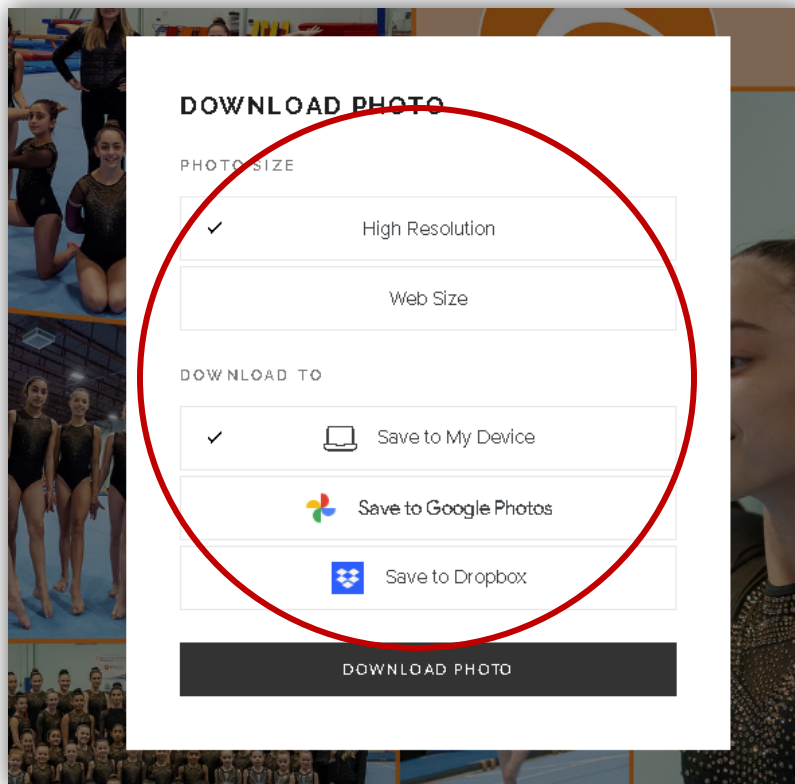 DOWNLOAD PHOTO
PHOTO SIZE
High Resolution
Web Size
DOWNLOAD TO
Save to My Device
Save to Google Photos
Save to Dropbox
DOWNLOAD PHOTO